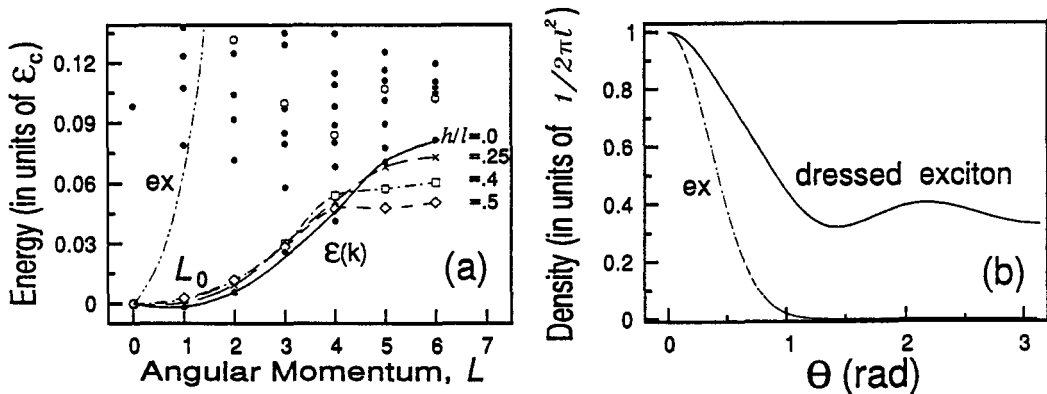 Energy (in units of εc)
0.12
0.09
0.06
0.03
0
ex
L0
ε(k)
h/l=.0
=.25
=.4
=.5
(a)
0 1 2 3 4 5 6 7
Angular Momentum, L
Density (in units of 1/2πl²)
1
0.8
0.6
0.4
0.2
0
ex
dressed exciton
(b)
0 1 2 3
Θ (rad)